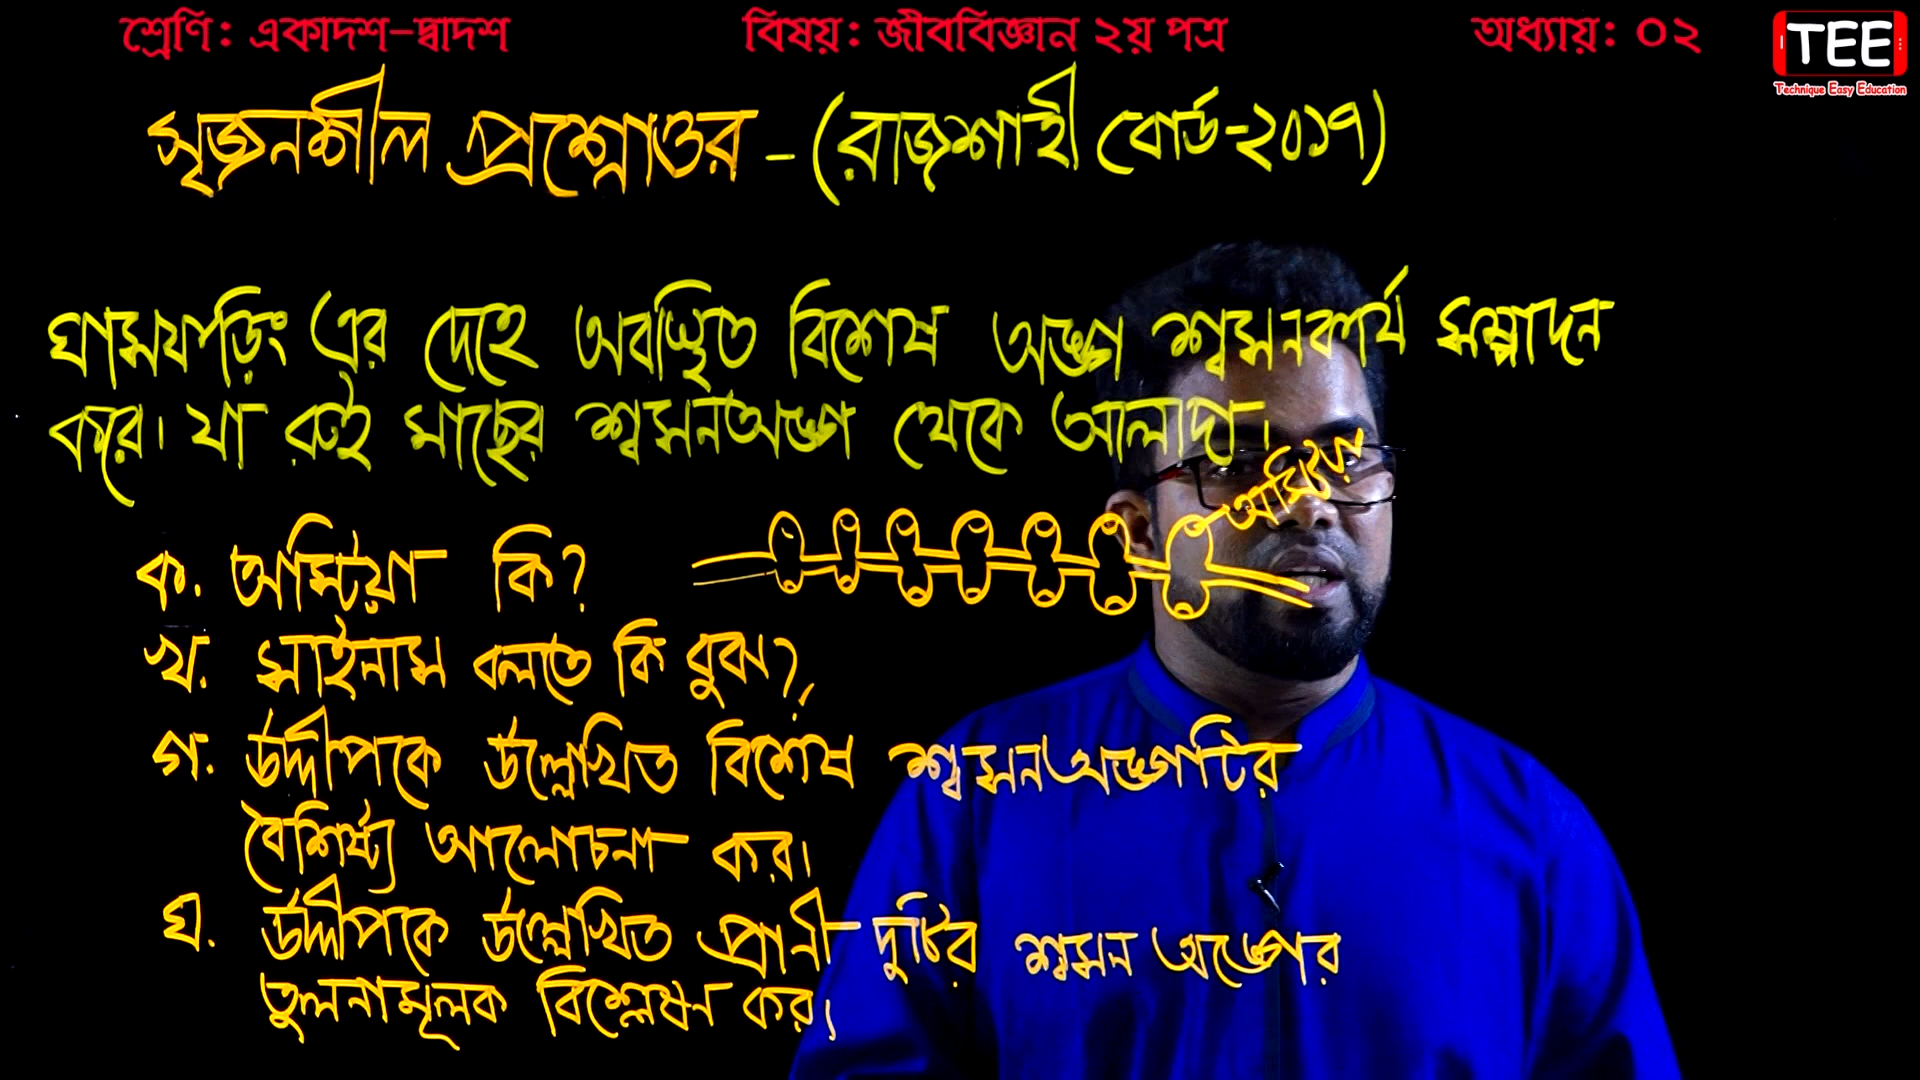 শ্রেণি: একাদশ-দ্বাদশ বিষয়: জীববিজ্ঞান ২য় পত্র অধ্যায়: ০২
TEE
Technique Easy Education
সৃজনশীল প্রশ্নোত্তর - (রাজশাহী বোর্ড-২০১৭)
ঘাসফড়িং এর দেহে অবস্থিত বিশেষ অঙ্গ শ্বসনকার্য সম্পাদন
করে। যা রুই মাছের শ্বসনঅঙ্গ থেকে আলাদা।
অস্টিয়া
ক. অস্টিয়া কি?
খ. সাইনাস বলতে কি বুঝ?
গ. উদ্দীপকে উল্লেখিত বিশেষ শ্বসনঅঙ্গটির
বৈশিষ্ট্য আলোচনা কর।
ঘ. উদ্দীপকে উল্লেখিত প্রানী দুটির শ্বসন অঙ্গের
তুলনামূলক বিশ্লেষণ কর।